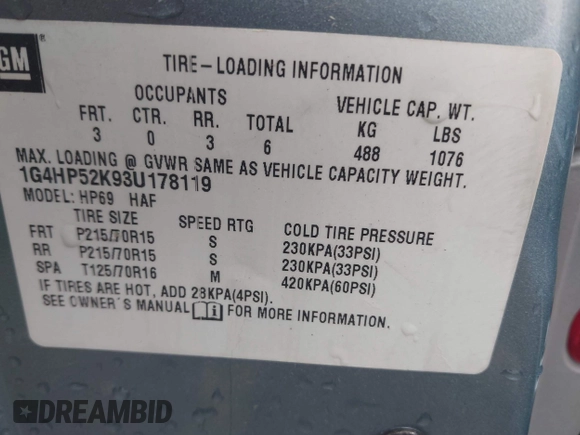 GM®
TIRE-LOADING INFORMATION
OCCUPANTS VEHICLE CAP. WT.
FRT. CTR. RR. TOTAL KG LBS
3 0 3 6 488 1076
MAX. LOADING @ GVWR SAME AS VEHICLE CAPACITY WEIGHT.
1G4HP52K93U178119
MODEL: HP69 HAF
TIRE SIZE SPEED RTG COLD TIRE PRESSURE
FRT P215/70R15 S 230KPA(33PSI)
RR P215/70R15 S 230KPA(33PSI)
SPA T125/70R16 M 420KPA(60PSI)
IF TIRES ARE HOT, ADD 28KPA(4PSI).
SEE OWNER'S MANUAL FOR MORE INFORMATION.
DREAMBID